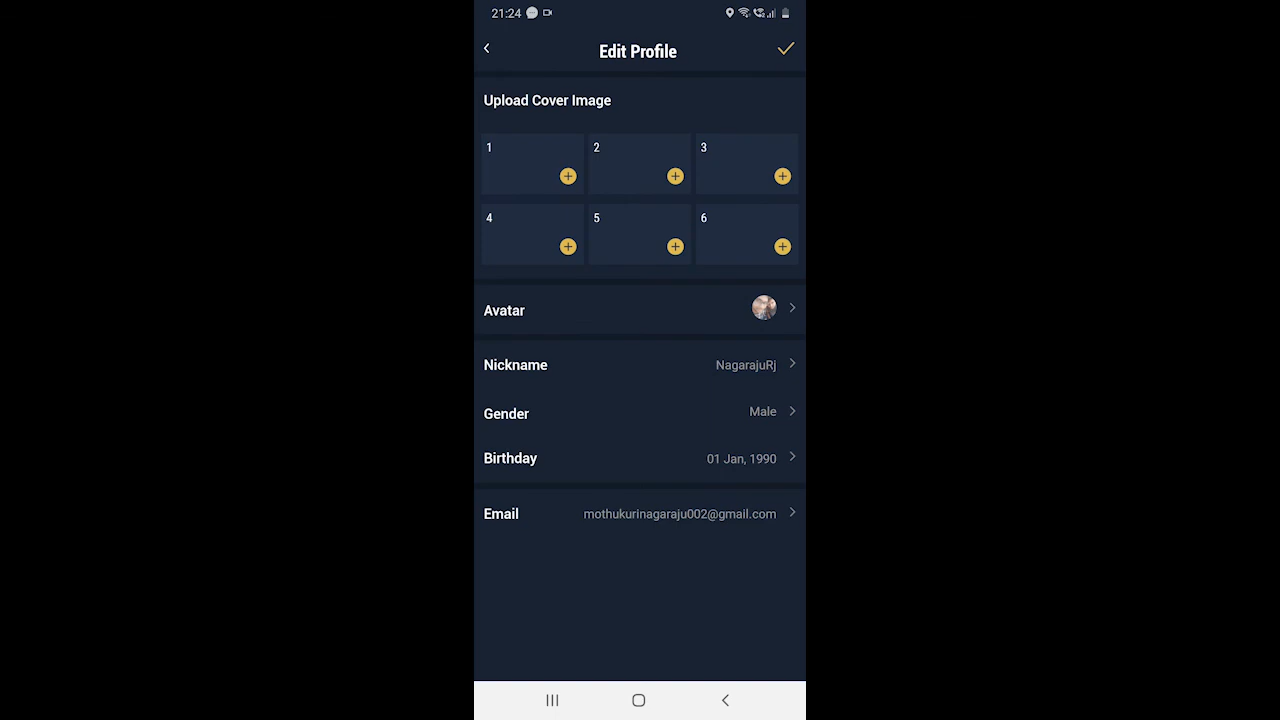 21:24
Edit Profile
Upload Cover Image
1 2 3
4 5 6
Avatar
Nickname NagarajuRj
Gender Male
Birthday 01 Jan, 1990
Email mothukurinagaraju002@gmail.com